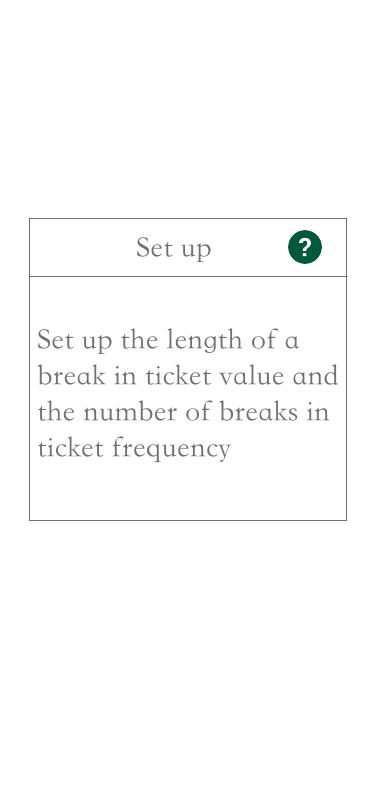 Set up ?
Set up the length of a
break in ticket value and
the number of breaks in
ticket frequency